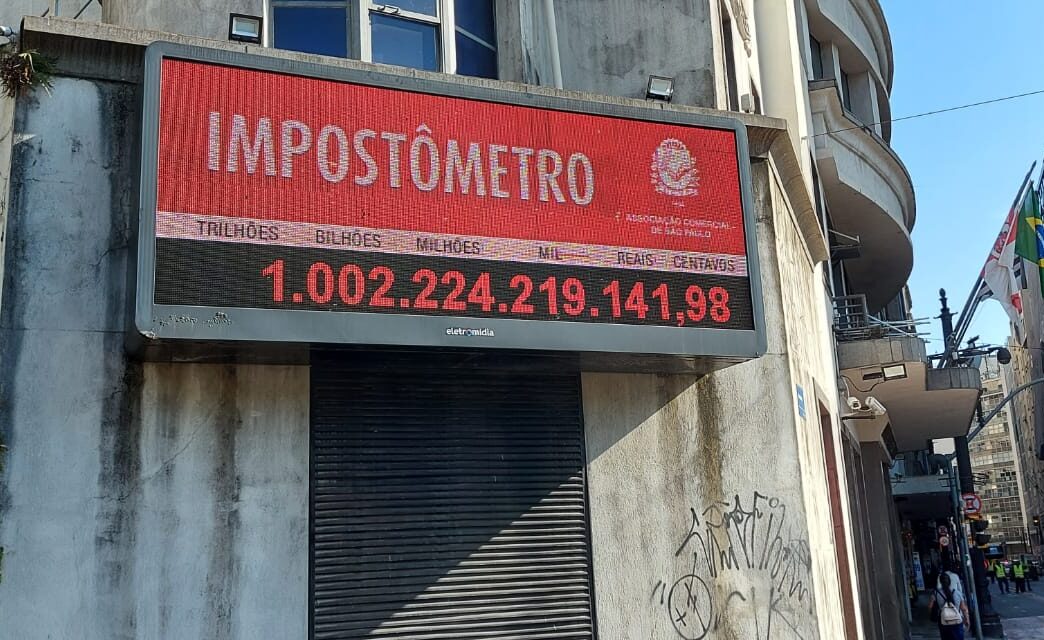 IMPOSTÔMETRO
ASSOCIAÇÃO COMERCIAL
DE SÃO PAULO
TRILHÕES BILHÕES MILHÕES MIL REAIS CENTAVOS
1.002.224.219.141,98
eletromidia